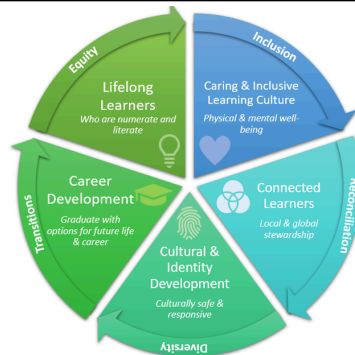 Equity
Lifelong
Learners
Who are numerate and
literate
Inclusion
Caring & Inclusive
Learning Culture
Physical & mental well-
being
Reconciliation
Connected
Learners
Local & global
stewardship
Diversity
Cultural &
Identity
Development
Culturally safe &
responsive
Transitions
Career
Development
Graduate with
options for future life
& career